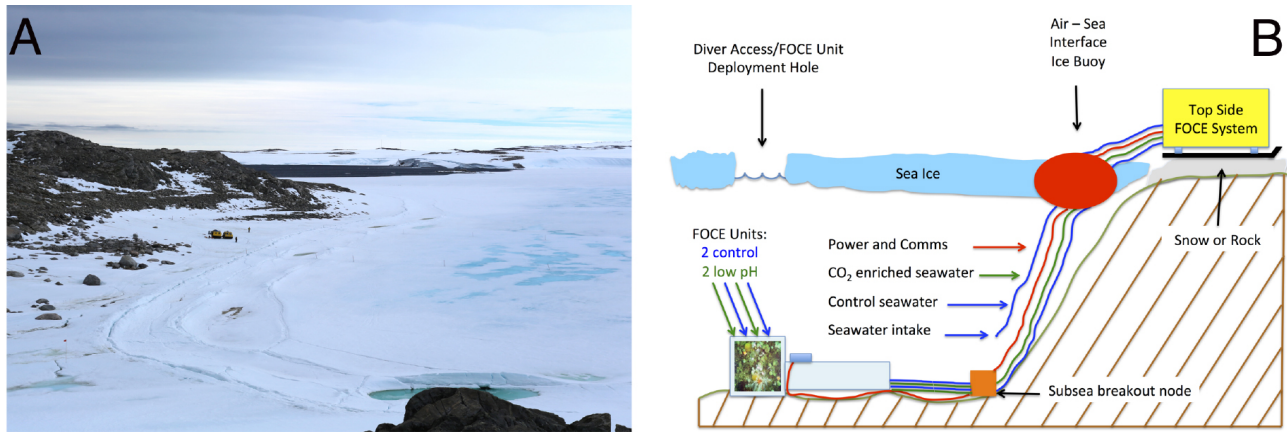 A
B
Diver Access/FOCE Unit
Deployment Hole
Air – Sea
Interface
Ice Buoy
Top Side
FOCE System
Sea Ice
Snow or Rock
FOCE Units:
2 control
2 low pH
Power and Comms
CO₂ enriched seawater
Control seawater
Seawater intake
Subsea breakout node